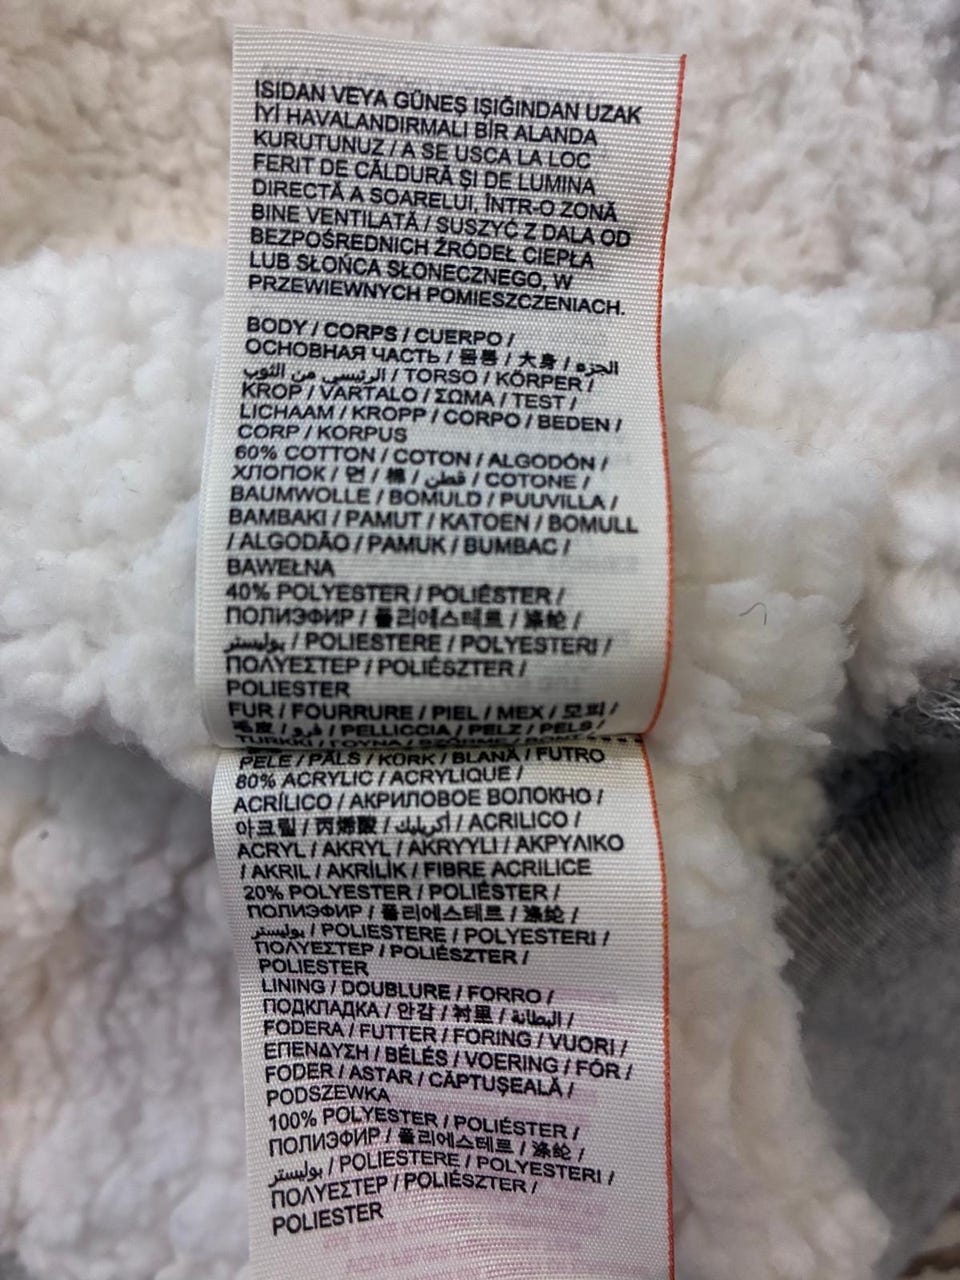 ISIDAN VEYA GÜNEŞ IŞIĞINDAN UZAK
İYİ HAVALANDIRMALI BİR ALANDA
KURUTUNUZ / A SE USCA LA LOC
FERIT DE CĂLDURĂ ȘI DE LUMINA
DIRECTĂ A SOARELUI, ÎNTR-O ZONĂ
BINE VENTILATĂ / SUSZYĆ Z DALA OD
BEZPOŚREDNICH ŹRÓDEŁ CIEPŁA
LUB SŁOŃCA SŁONECZNEGO, W
PRZEWIEWNYCH POMIESZCZENIACH.
BODY / CORPS / CUERPO /
ОСНОВНАЯ ЧАСТЬ / 몸통 / 大身 / الجزء
الرئيسي من الثوب / TORSO / KÖRPER /
KROP / VARTALO / ΣΩΜΑ / TEST /
LICHAAM / KROPP / CORPO / BEDEN /
CORP / KORPUS
60% COTTON / COTON / ALGODÓN /
ХЛОПОК / 면 / 棉 / قطن / COTONE /
BAUMWOLLE / BOMULD / PUUVILLA /
BAMBAKI / PAMUT / KATOEN / BOMULL
/ ALGODÃO / PAMUK / BUMBAC /
BAWEŁNA
40% POLYESTER / POLIÉSTER /
ПОЛИЭФИР / 폴리에스테르 / 涤纶 /
بوليستر / POLIESTERE / POLYESTERI /
ΠΟΛΥΕΣΤΕΡ / POLIÉSZTER /
POLIESTER
FUR / FOURRURE / PIEL / МЕХ / 모피 /
毛皮 / فرو / PELLICCIA / PELZ / PELS /
TURKKI / ΓΟΥΝΑ /
PELE / PÄLS / KÜRK / BLANĂ / FUTRO
80% ACRYLIC / ACRYLIQUE /
ACRÍLICO / АКРИЛОВОЕ ВОЛОКНО /
아크릴 / 丙烯酸 / أكريليك / ACRILICO /
ACRYL / AKRYL / AKRYYLI / ΑΚΡΥΛΙΚΟ
/ AKRIL / AKRİLİK / FIBRE ACRILICE
20% POLYESTER / POLIÉSTER /
ПОЛИЭФИР / 폴리에스테르 / 涤纶 /
بوليستر / POLIESTERE / POLYESTERI /
ΠΟΛΥΕΣΤΕΡ / POLIÉSZTER /
POLIESTER
LINING / DOUBLURE / FORRO /
ПОДКЛАДКА / 안감 / 衬里 / البطانة /
FODERA / FUTTER / FORING / VUORI /
ΕΠΕΝΔΥΣΗ / BÉLÉS / VOERING / FÓR /
FODER / ASTAR / CĂPTUȘEALĂ /
PODSZEWKA
100% POLYESTER / POLIÉSTER /
ПОЛИЭФИР / 폴리에스테르 / 涤纶 /
بوليستر / POLIESTERE / POLYESTERI /
ΠΟΛΥΕΣΤΕΡ / POLIÉSZTER /
POLIESTER